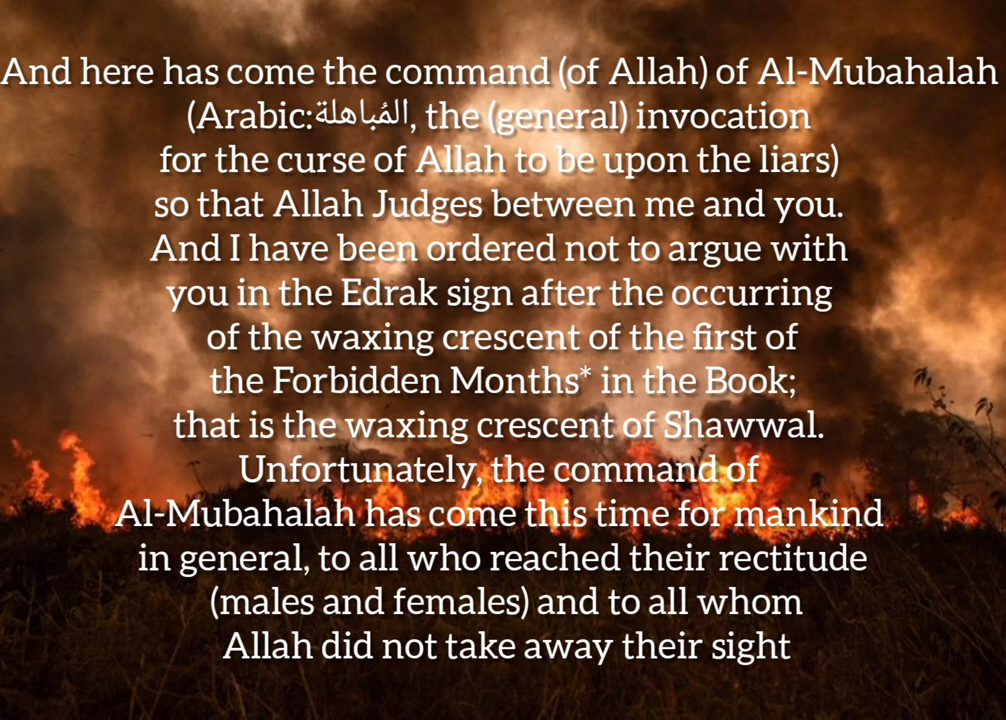 And here has come the command (of Allah) of Al-Mubahalah
(Arabic:المُباهلة, the (general) invocation
for the curse of Allah to be upon the liars)
so that Allah Judges between me and you.
And I have been ordered not to argue with
you in the Edrak sign after the occurring
of the waxing crescent of the first of
the Forbidden Months* in the Book;
that is the waxing crescent of Shawwal.
Unfortunately, the command of
Al-Mubahalah has come this time for mankind
in general, to all who reached their rectitude
(males and females) and to all whom
Allah did not take away their sight